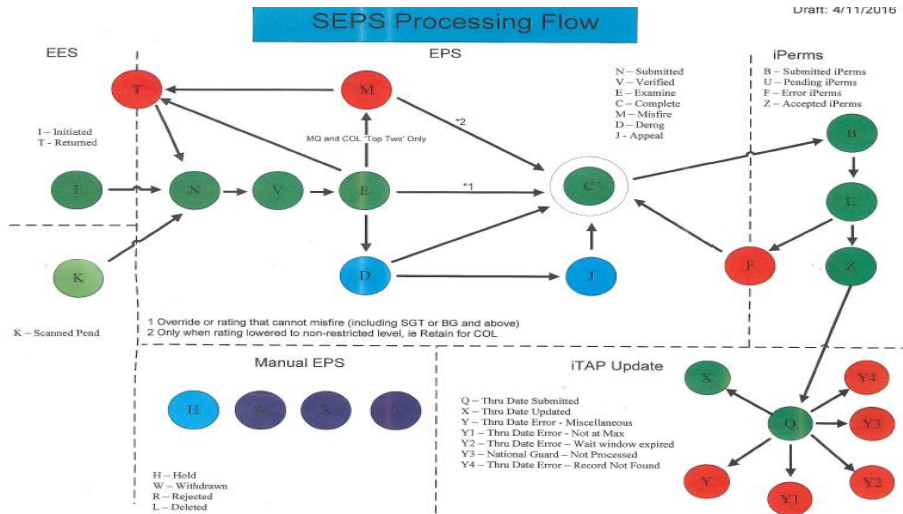 Draft: 4/11/2016
SEPS Processing Flow
EES
EPS
iPerms
N – Submitted
V – Verified
E – Examine
C – Complete
M – Misfire
D – Derog
J - Appeal
B – Submitted iPerms
U – Pending iPerms
F – Error iPerms
Z – Accepted iPerms
T
M
*2
B
I – Initiated
T - Returned
MQ and COL 'Top Two' Only
I
N
V
E
*1
C
U
K
D
J
F
Z
K – Scanned Pend
1 Override or rating that cannot misfire (including SGT or BG and above)
2 Only when rating lowered to non-restricted level, ie Retain for COL
Manual EPS
iTAP Update
H
W
R
H – Hold
W – Withdrawn
R – Rejected
L – Deleted
Q – Thru Date Submitted
X – Thru Date Updated
Y – Thru Date Error - Miscellaneous
Y1 – Thru Date Error - Not at Max
Y2 – Thru Date Error – Wait window expired
Y3 – National Guard – Not Processed
Y4 – Thru Date Error – Record Not Found
X
Y4
Q
Y3
Y
Y1
Y2